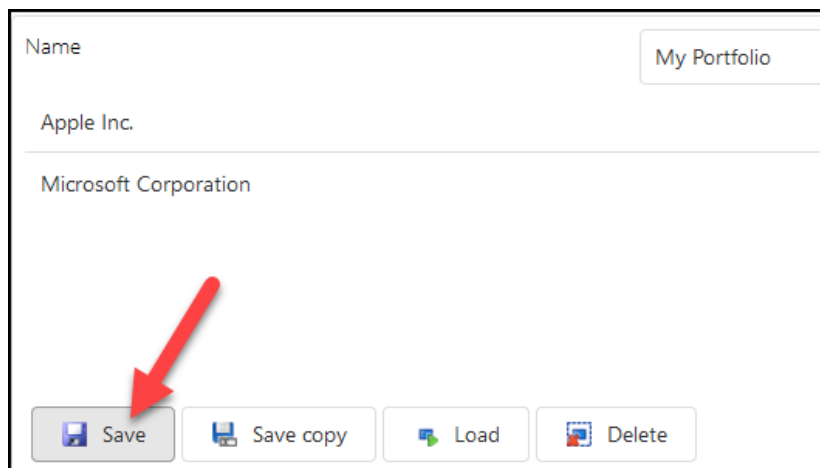 Name
My Portfolio
Apple Inc.
Microsoft Corporation
Save Save copy Load Delete